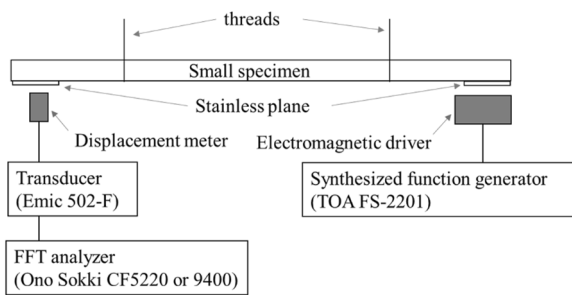 threads
Small specimen
Stainless plane
Displacement meter
Electromagnetic driver
Transducer
(Emic 502-F)
Synthesized function generator
(TOA FS-2201)
FFT analyzer
(Ono Sokki CF5220 or 9400)